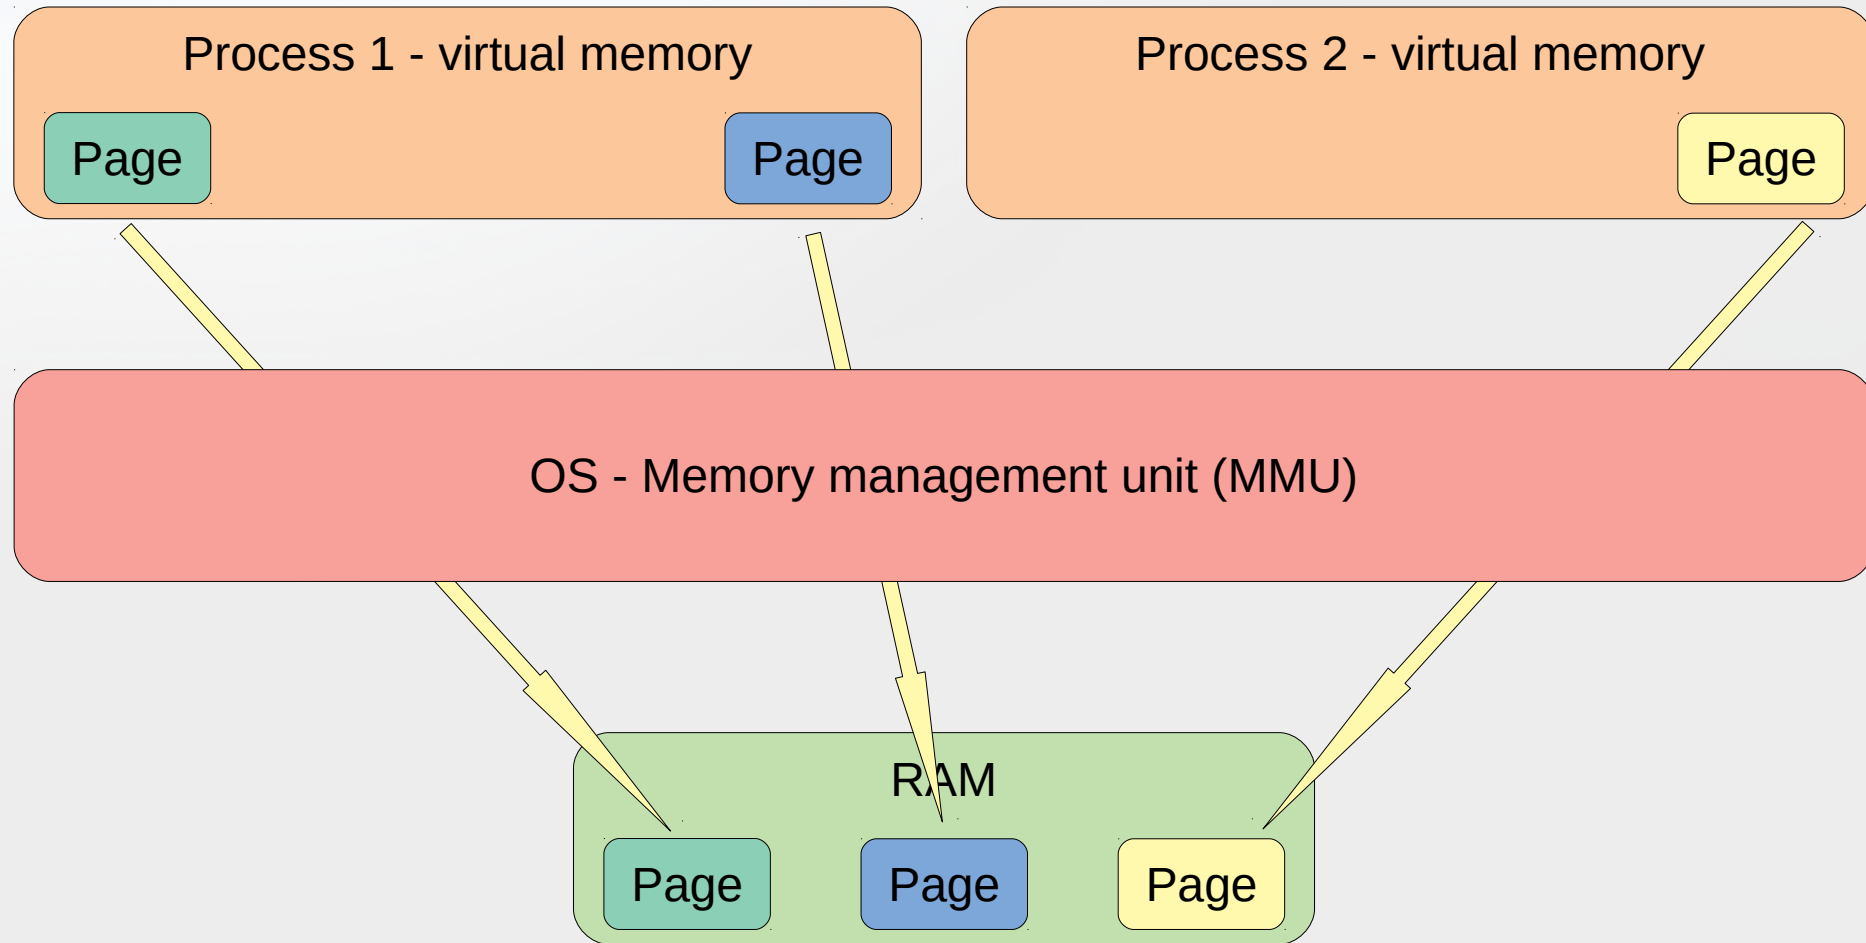 Process 1 - virtual memory
Process 2 - virtual memory
Page
Page
Page
OS - Memory management unit (MMU)
RAM
Page
Page
Page